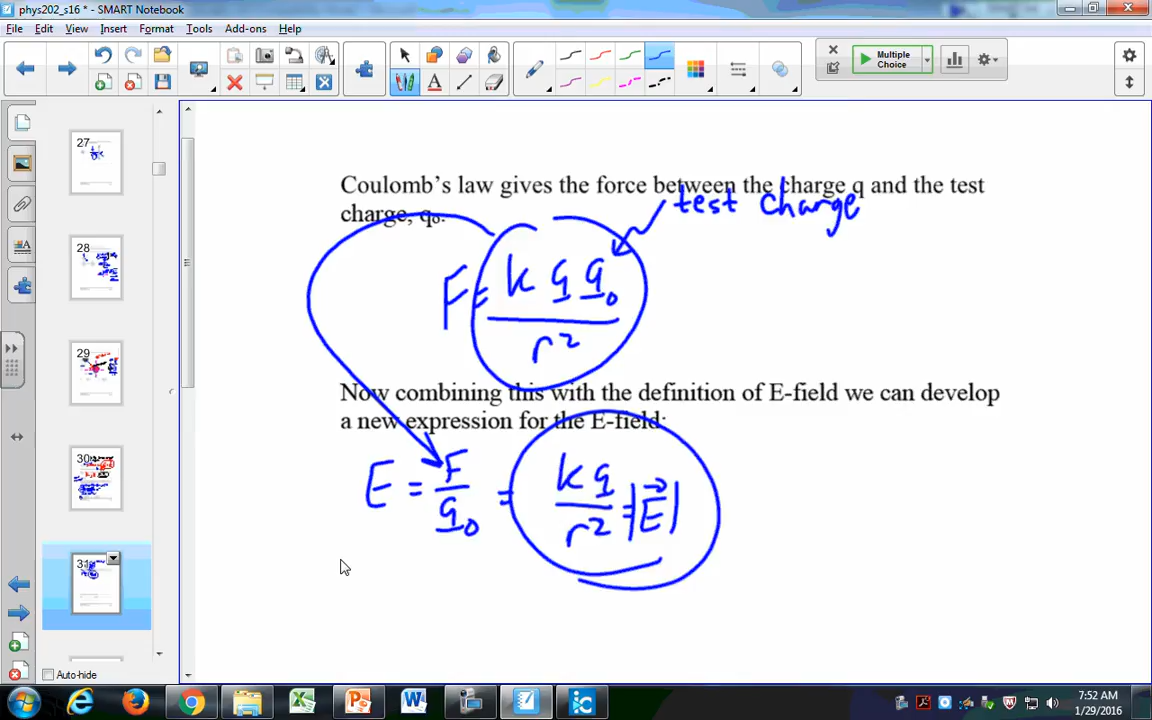 phys202_s16 * - SMART Notebook
File Edit View Insert Format Tools Add-ons Help
Multiple
Choice
27
28
29
30
31
Coulomb's law gives the force between the charge q and the test
charge, q₀.
test charge
F = k q q₀
r²
Now combining this with the definition of E-field we can develop
a new expression for the E-field:
E = F/q₀ = kq/r² = |E⃗|
Auto-hide
7:52 AM
1/29/2016